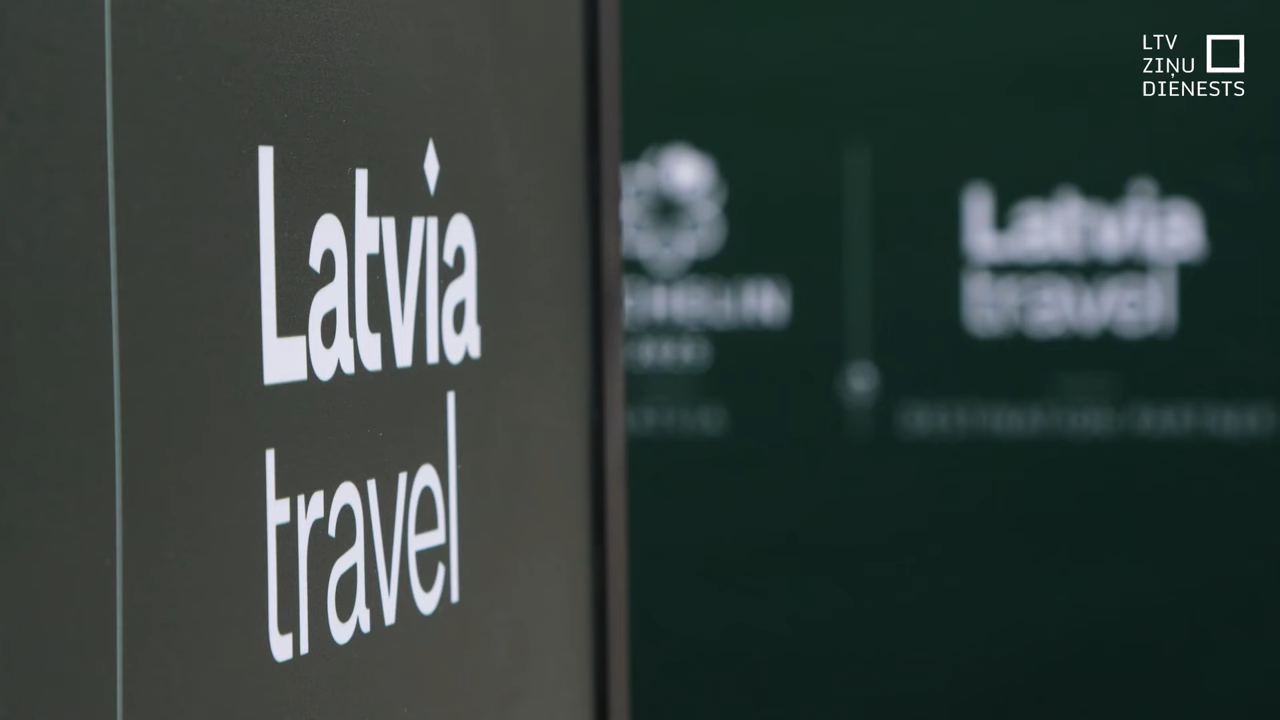 Latvia
travel
Latvia
travel
LTV
ZIŅU
DIENESTS